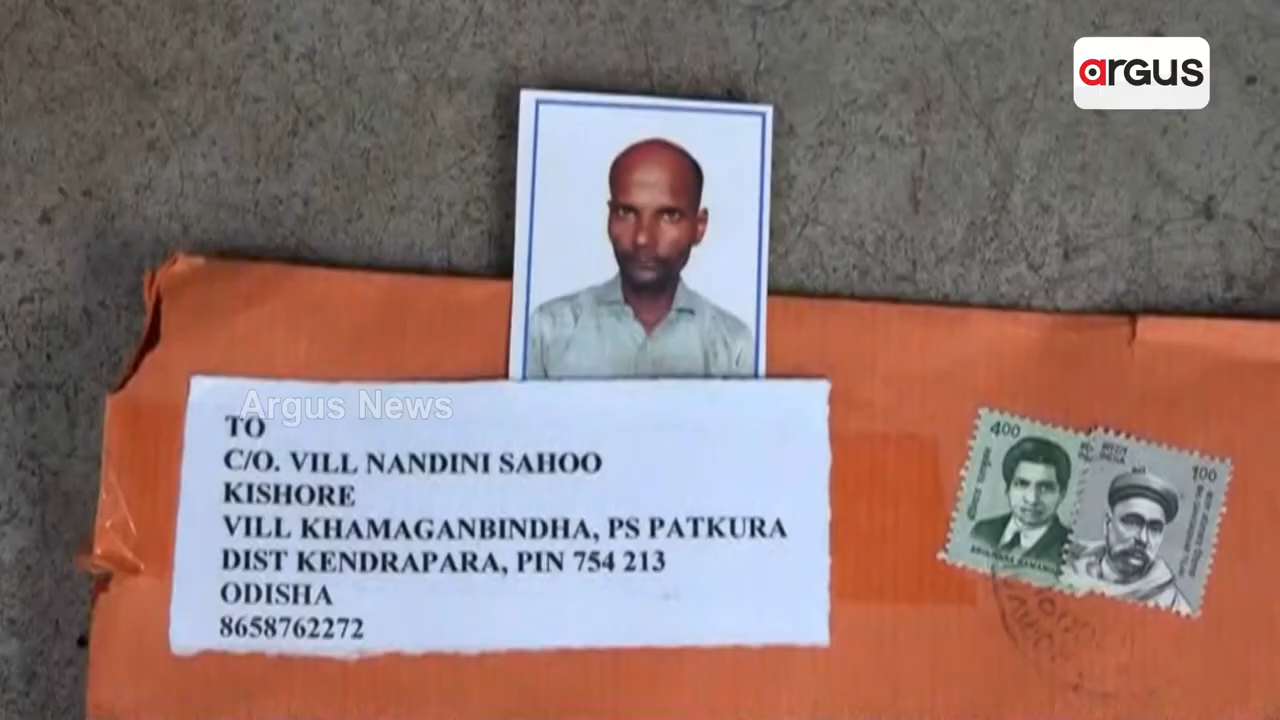 argus
Argus News
TO
C/O. VILL NANDINI SAHOO
KISHORE
VILL KHAMAGANBINDHA, PS PATKURA
DIST KENDRAPARA, PIN 754 213
ODISHA
8658762272
400
100
INDIA